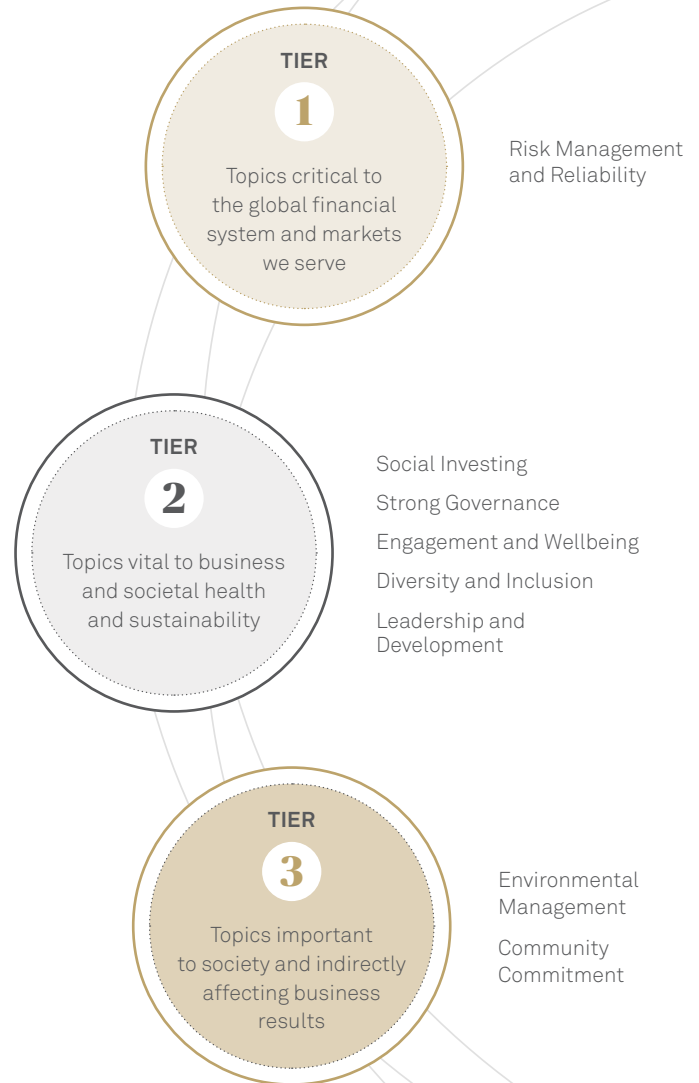 TIER
1
Topics critical to
the global financial
system and markets
we serve
Risk Management
and Reliability
TIER
2
Topics vital to business
and societal health
and sustainability
Social Investing
Strong Governance
Engagement and Wellbeing
Diversity and Inclusion
Leadership and
Development
TIER
3
Topics important
to society and indirectly
affecting business
results
Environmental
Management
Community
Commitment